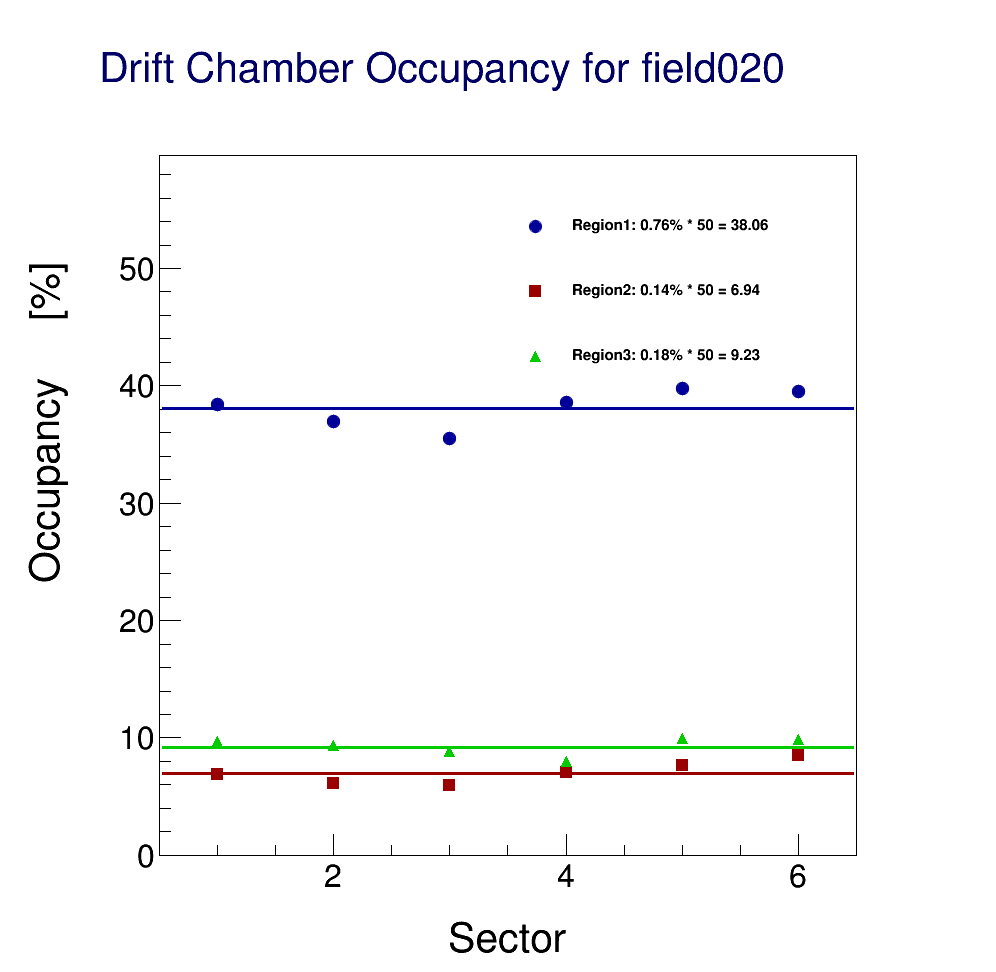 Drift Chamber Occupancy for field020
Region1: 0.76% * 50 = 38.06
Region2: 0.14% * 50 = 6.94
Region3: 0.18% * 50 = 9.23
Occupancy [%]
50
40
30
20
10
0
2 4 6
Sector